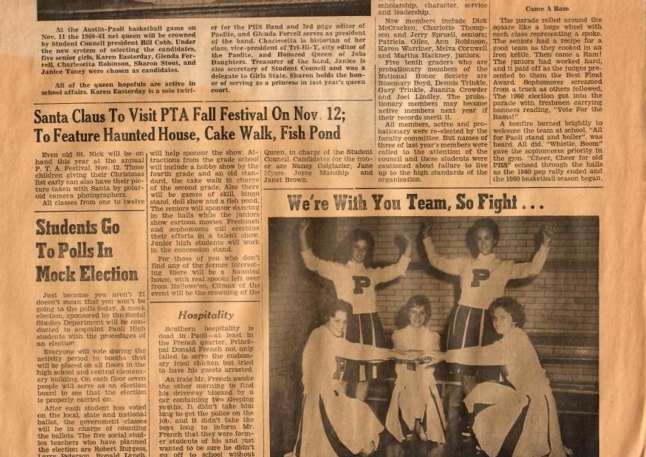 At the Austin-Paoli basketball game on
Nov. 11 the 1960-61 net queen will be crowned
by Student Council president Bill Cobb. Under
the new system of selecting the candidates,
five senior girls, Karen Easterday, Glenda Fer-
rell, Charlesetta Robinson, Sharon Stout, and
Janice Toney were chosen as candidates.
All of the queen hopefuls are active in
school affairs. Karen Easterday is a max twirl-
er for the PHS Band and 3rd page editor of
Paolite, and Glenda Ferrell serves as president
of the band, Charlesetta is historian of her
class, vice-president of Tri-Hi-Y, city editor of
the Paolite, and Honored Queen of Jobs
Daughters. Treasurer of the band, Janice is
also secretary of Student Council and was a
delegate to Girls State. Sharon holds the hon-
or of serving as a princess in last year's queen
court.
scholarship, character, service
and leadership.
New members include Dick
McCracken, Charlotte Thomp-
son and Jerry Spruell, seniors;
Patricia Giles, Ann Robinson,
Karen Warriner, Melva Cornwell
and Martha Hackney, juniors.
Five tenth graders who are
probationary members of the
National Honor Society are
Rosemary Boyd, Dennis Trinkle,
Gary Trinkle, Juanita Crowder
and Joel Lindley. The proba-
tionary members may become
active members next year if
their records merit it.
All members, active and pro-
bationary were re-elected by the
faculty committee. But names of
three of last year's members were
called to the attention of the
council and these students were
cautioned about failure to live
up to the high standards of the
organization.
Came A Ram
The parade rolled around the
square like a huge wheel with
each class representing a spoke.
The seniors had a recipe for a
good team as they cooked in an
iron kettle. Then came a Ram!
The juniors had worked hard,
and it paid off as the judges pre-
sented to them the Best Float
Award. Sophomores screamed
from a truck as others followed.
The 1960 election got into the
parade with freshmen carrying
banners reading, "Vote For the
Rams!"
A bonfire burned brightly to
welcome the team at school. "All
for Paoli stand and holler" was
heard. All did. "Whistle, Boom"
gave the sophomores priority in
the gym. "Cheer, Cheer for old
PHS" echoed through the halls
as the 1960 pep rally ended and
the 1960 basketball season began.
Santa Claus To Visit PTA Fall Festival On Nov. 12;
To Feature Haunted House, Cake Walk, Fish Pond
Even old St. Nick will be on
hand this year at the annual
P. T. A. Festival, Nov. 12. Those
children giving their Christmas
list early can also have their pic-
ture taken with Santa by polar-
oid camera photographers.
All classes from one to twelve
will help sponsor the show. At-
tractions from the grade school
will include a hobby show by the
fourth grade and an old stand-
ard, the cake walk in charge
of the second grade. Also there
will be games of skill, bingo
stand, doll show and a fish pond.
The seniors will sponsor dancing
in the halls while the juniors
show cartoon movies. Freshmen
and sophomores will combine
their efforts in a talent show.
Junior high students will work
in the concession stand.
For those of you who don't
find any of the former interest-
ing there will be a haunted
house, with real spooks left over
from Hallowe'en. Climax of the
event will be the crowning of the
Queen, in charge of the Student
Council. Candidates for the hon-
or are Nancy Colglazier, Jane
Myers, Joyce Manship and
Janet Brown.
Students Go
To Polls In
Mock Election
Just because you aren't 21
doesn't mean that you won't be
going to the polls today. A mock
election, sponsored by the Social
Studies Department will be con-
ducted to acquaint Paoli High
students with the procedures of
an election.
Everyone will vote during the
activity period in booths that
will be placed on all floors in the
high school and central element-
ary building. On each floor seven
people will serve as an election
board to see that the election
is properly carried on.
After each student has voted
on the local, state and national
ballot, the government classes
will be in charge of counting
the ballots. The five social stud-
ies teachers who have planned
the election are Robert Burgess,
Hospitality
Southern hospitality is
dead in Paoli—at least in
the French quarter. Princi-
pal Donald French not only
failed to serve the custom-
ary fried chicken but tried
to have his guests arrested.
An irate Mr. French awoke
the other morning to find
his driveway blocked by a
car containing two sleeping
youths. It didn't take him
long to get the police on the
job, and it didn't take the
boys long to inform Mr.
French that they were for-
mer students of his and just
wanted to be sure he didn't
go off to school without
We're With You Team, So Fight . . .
P
P